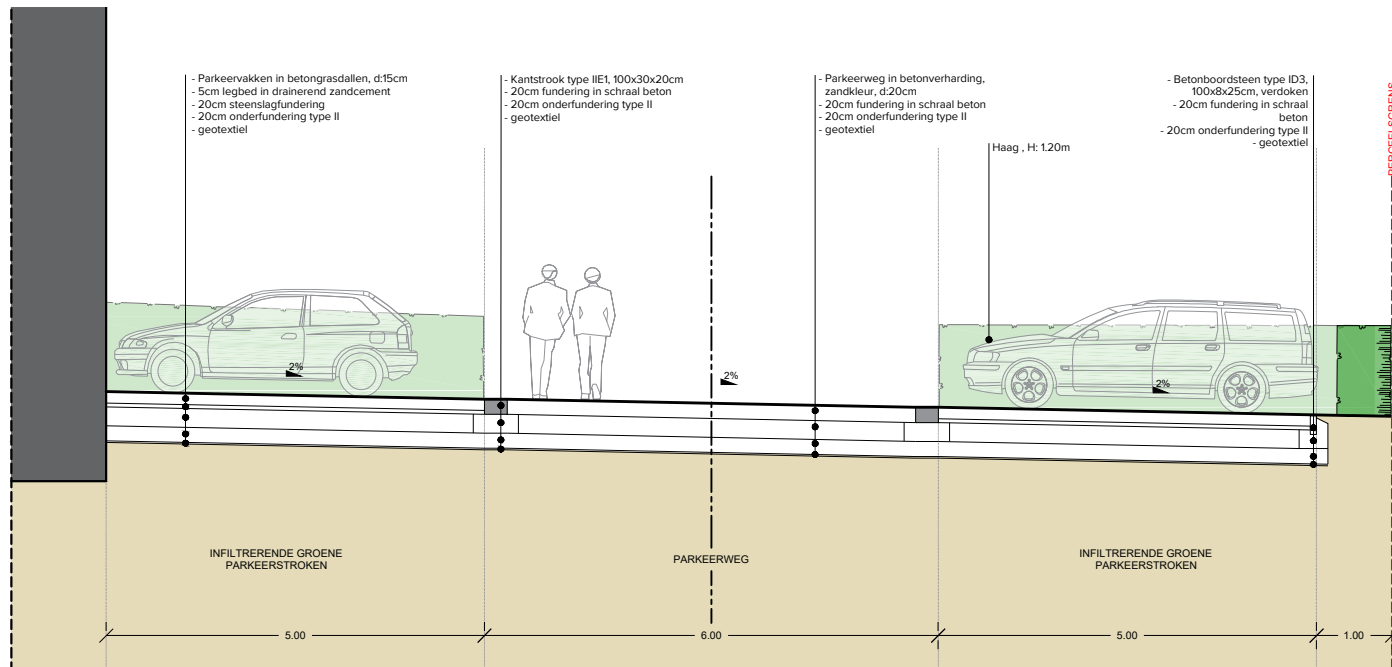 - Parkeervakken in betongrasdallen, d:15cm
- 5cm legbed in drainerend zandcement
- 20cm steenslagfundering
- 20cm onderfundering type II
- geotextiel
- Kantstrook type IIE1, 100x30x20cm
- 20cm fundering in schraal beton
- 20cm onderfundering type II
- geotextiel
- Parkeerweg in betonverharding,
zandkleur, d:20cm
- 20cm fundering in schraal beton
- 20cm onderfundering type II
- geotextiel
- Betonboordsteen type ID3,
100x8x25cm, verdoken
- 20cm fundering in schraal
beton
- 20cm onderfundering type II
- geotextiel
PERCEELSGRENS
Haag , H: 1.20m
2%
2%
2%
INFILTRERENDE GROENE
PARKEERSTROKEN
PARKEERWEG
INFILTRERENDE GROENE
PARKEERSTROKEN
5.00
6.00
5.00
1.00